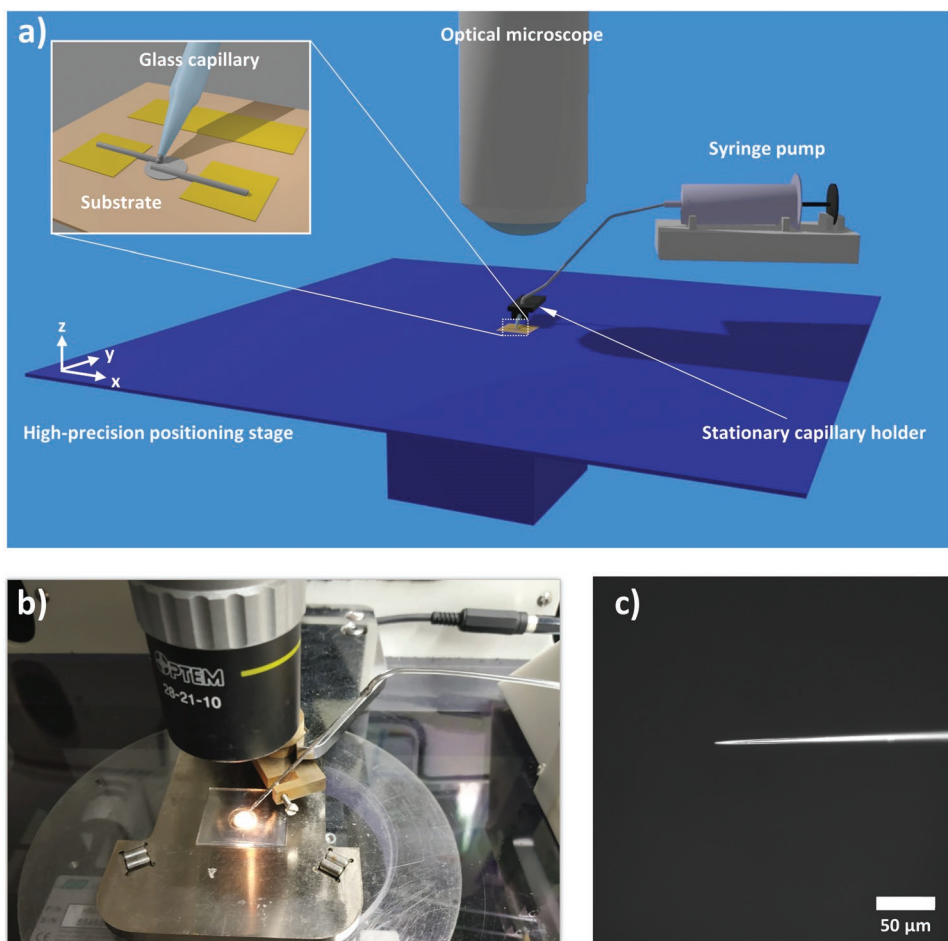 a)
Optical microscope
Glass capillary
Syringe pump
Substrate
z
y
x
High-precision positioning stage
Stationary capillary holder
b)
OPTEM
28-21-10
c)
50 µm